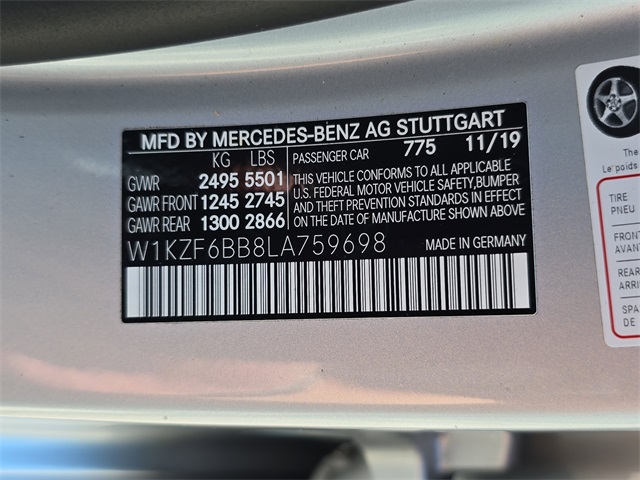 MFD BY MERCEDES-BENZ AG STUTTGART
KG LBS
GVWR 2495 5501
GAWR FRONT 1245 2745
GAWR REAR 1300 2866
PASSENGER CAR 775 11/19
THIS VEHICLE CONFORMS TO ALL APPLICABLE
U.S. FEDERAL MOTOR VEHICLE SAFETY,BUMPER
AND THEFT PREVENTION STANDARDS IN EFFECT
ON THE DATE OF MANUFACTURE SHOWN ABOVE
W1KZF6BB8LA759698 MADE IN GERMANY
The
Le poids
TIRE
PNEU
FRONT
AVANT
REAR
ARRI
SPA
DE